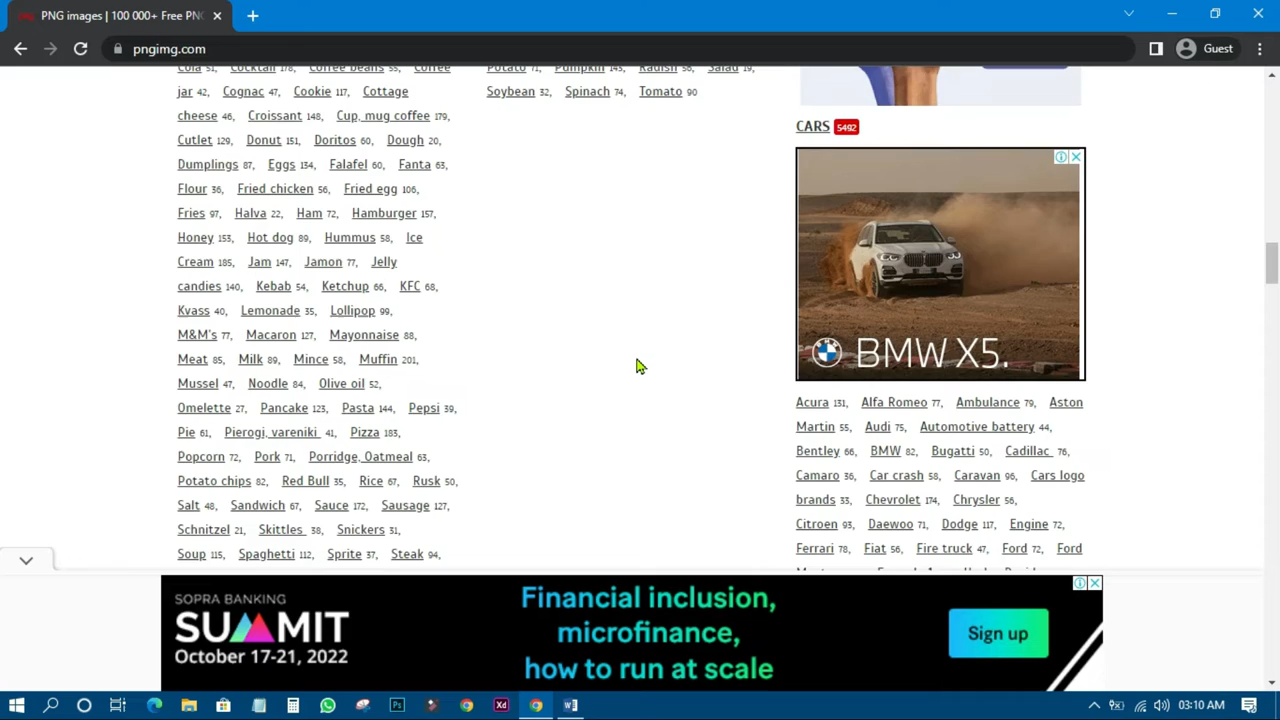 PNG images | 100 000+ Free PNG
pngimg.com
Guest
Cola 51, Cocktail 178, Coffee beans 55, Coffee
jar 42, Cognac 47, Cookie 117, Cottage
cheese 46, Croissant 148, Cup, mug coffee 179,
Cutlet 129, Donut 151, Doritos 60, Dough 20,
Dumplings 87, Eggs 134, Falafel 60, Fanta 63,
Flour 36, Fried chicken 56, Fried egg 106,
Fries 97, Halva 22, Ham 72, Hamburger 157,
Honey 153, Hot dog 89, Hummus 58, Ice
Cream 185, Jam 147, Jamon 77, Jelly
candies 140, Kebab 54, Ketchup 66, KFC 68,
Kvass 40, Lemonade 35, Lollipop 99,
M&M's 77, Macaron 127, Mayonnaise 88,
Meat 85, Milk 89, Mince 58, Muffin 201,
Mussel 47, Noodle 84, Olive oil 52,
Omelette 27, Pancake 123, Pasta 144, Pepsi 39,
Pie 61, Pierogi, vareniki 41, Pizza 183,
Popcorn 72, Pork 71, Porridge, Oatmeal 63,
Potato chips 82, Red Bull 35, Rice 67, Rusk 50,
Salt 48, Sandwich 67, Sauce 172, Sausage 127,
Schnitzel 21, Skittles 38, Snickers 31,
Soup 115, Spaghetti 112, Sprite 37, Steak 94,
Potato 71, Pumpkin 145, Radish 56, Salad 19,
Soybean 32, Spinach 74, Tomato 90
CARS 5492
BMW X5.
Acura 131, Alfa Romeo 77, Ambulance 79, Aston
Martin 55, Audi 75, Automotive battery 44,
Bentley 66, BMW 82, Bugatti 50, Cadillac 76,
Camaro 36, Car crash 58, Caravan 96, Cars logo
brands 33, Chevrolet 174, Chrysler 56,
Citroen 93, Daewoo 71, Dodge 117, Engine 72,
Ferrari 78, Fiat 56, Fire truck 47, Ford 72, Ford
SOPRA BANKING
SUMMIT
October 17-21, 2022
Financial inclusion,
microfinance,
how to run at scale
Sign up
Ps
Xd
03:10 AM